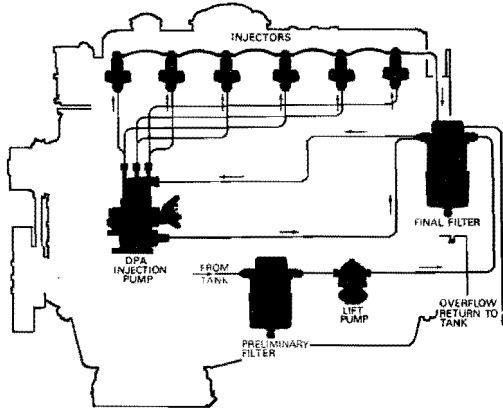 INJECTORS
FINAL FILTER
DPA
INJECTION
PUMP
FROM
TANK
LIFT
PUMP
OVERFLOW
RETURN TO
TANK
PRELIMINARY
FILTER